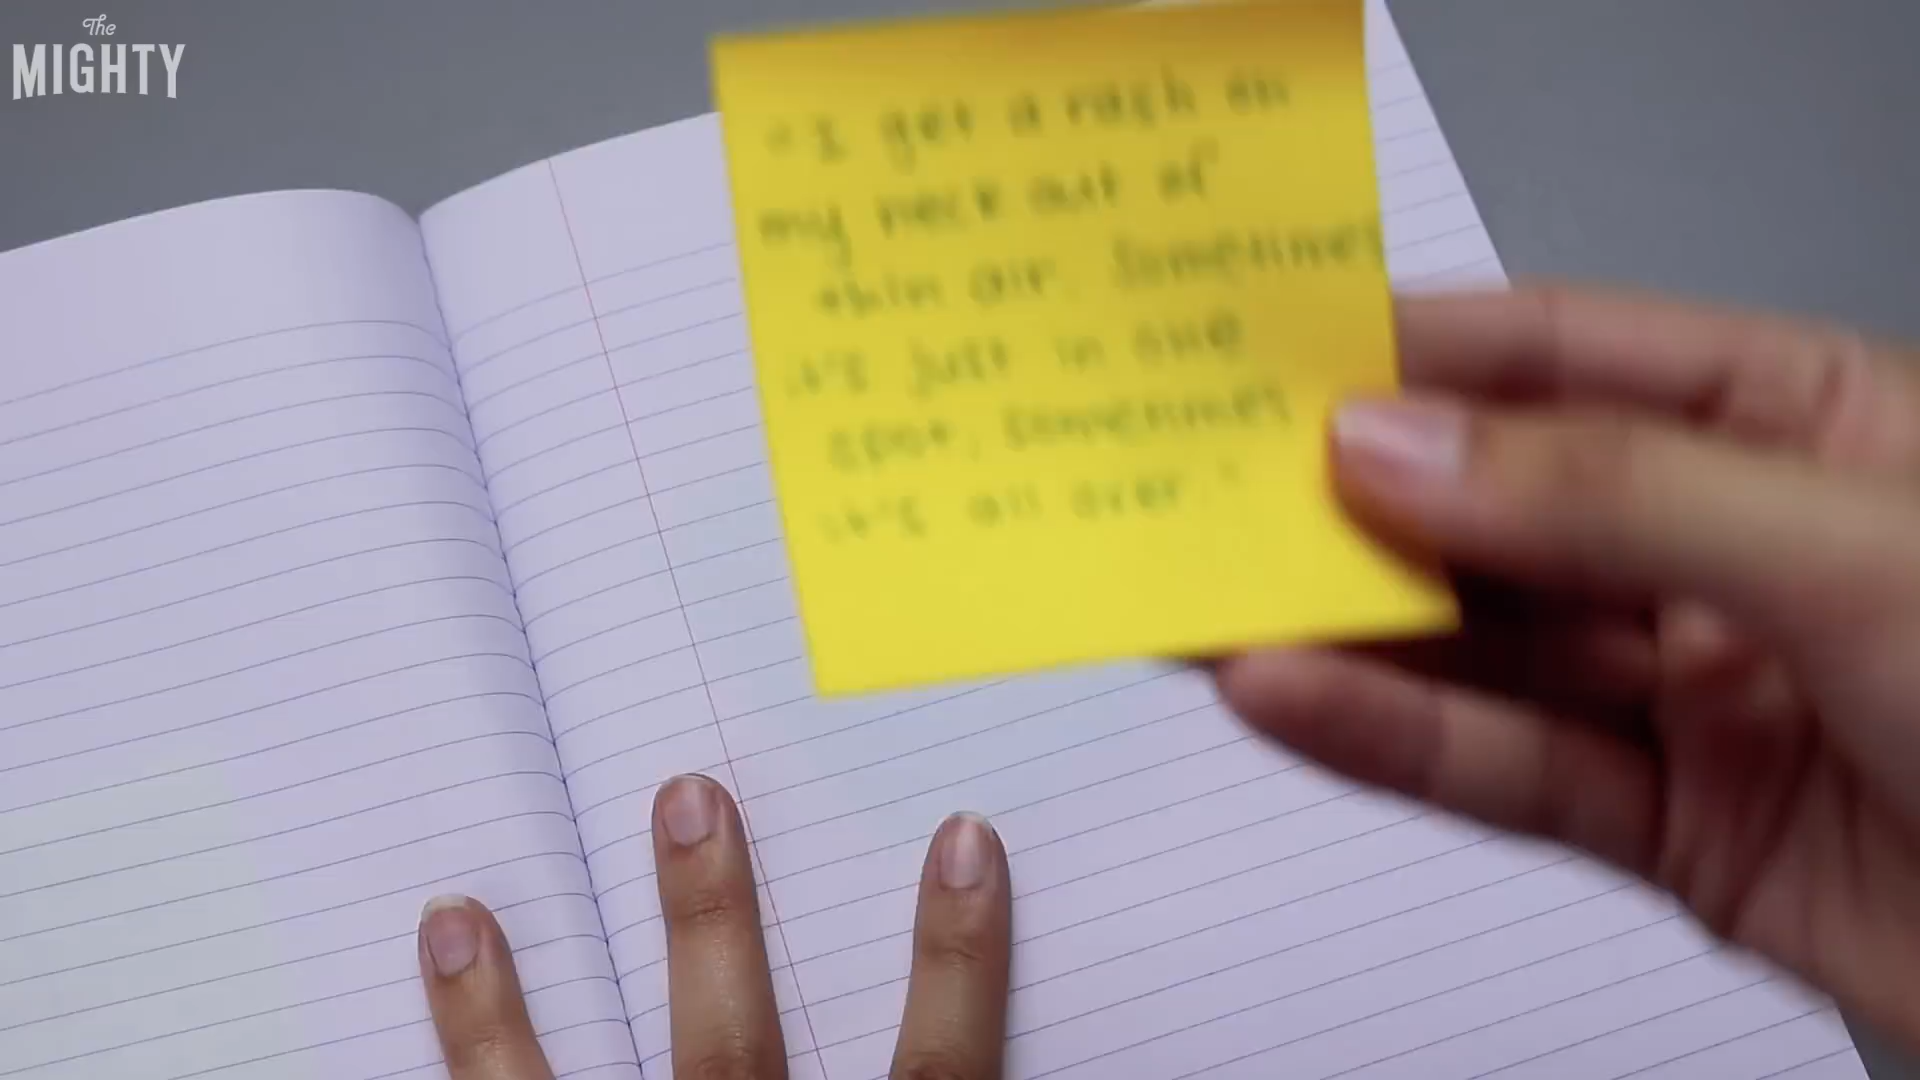 The
MIGHTY
"I get a rash on
my neck out of
thin air. Sometimes
it's just in one
spot, sometimes
it's all over."